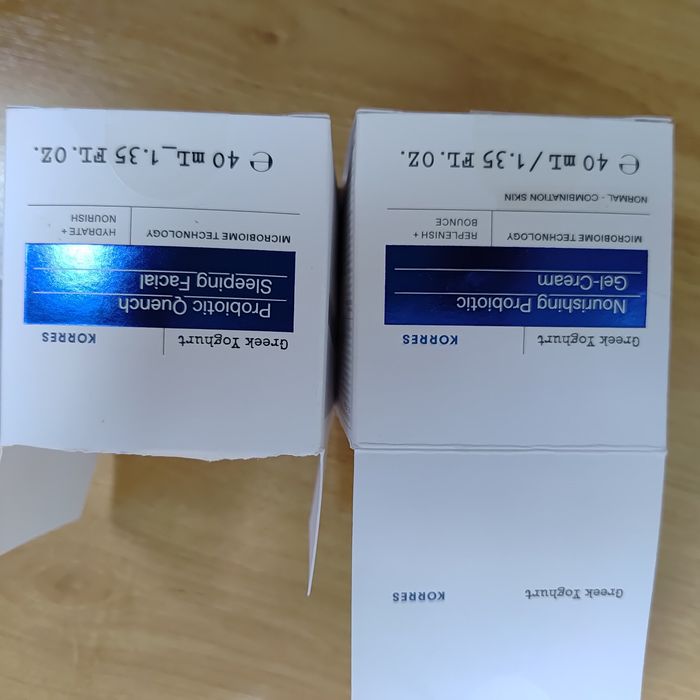 Greek Yoghurt
KORRES
Nourishing Probiotic
Gel-Cream
MICROBIOME TECHNOLOGY
REPLENISH +
BOUNCE
NORMAL - COMBINATION SKIN
℮ 40 mL/1.35 FL.OZ.
Greek Yoghurt
KORRES
Probiotic Quench
Sleeping Facial
MICROBIOME TECHNOLOGY
HYDRATE +
NOURISH
℮ 40 mL_1.35 FL.OZ.
Greek Yoghurt
KORRES